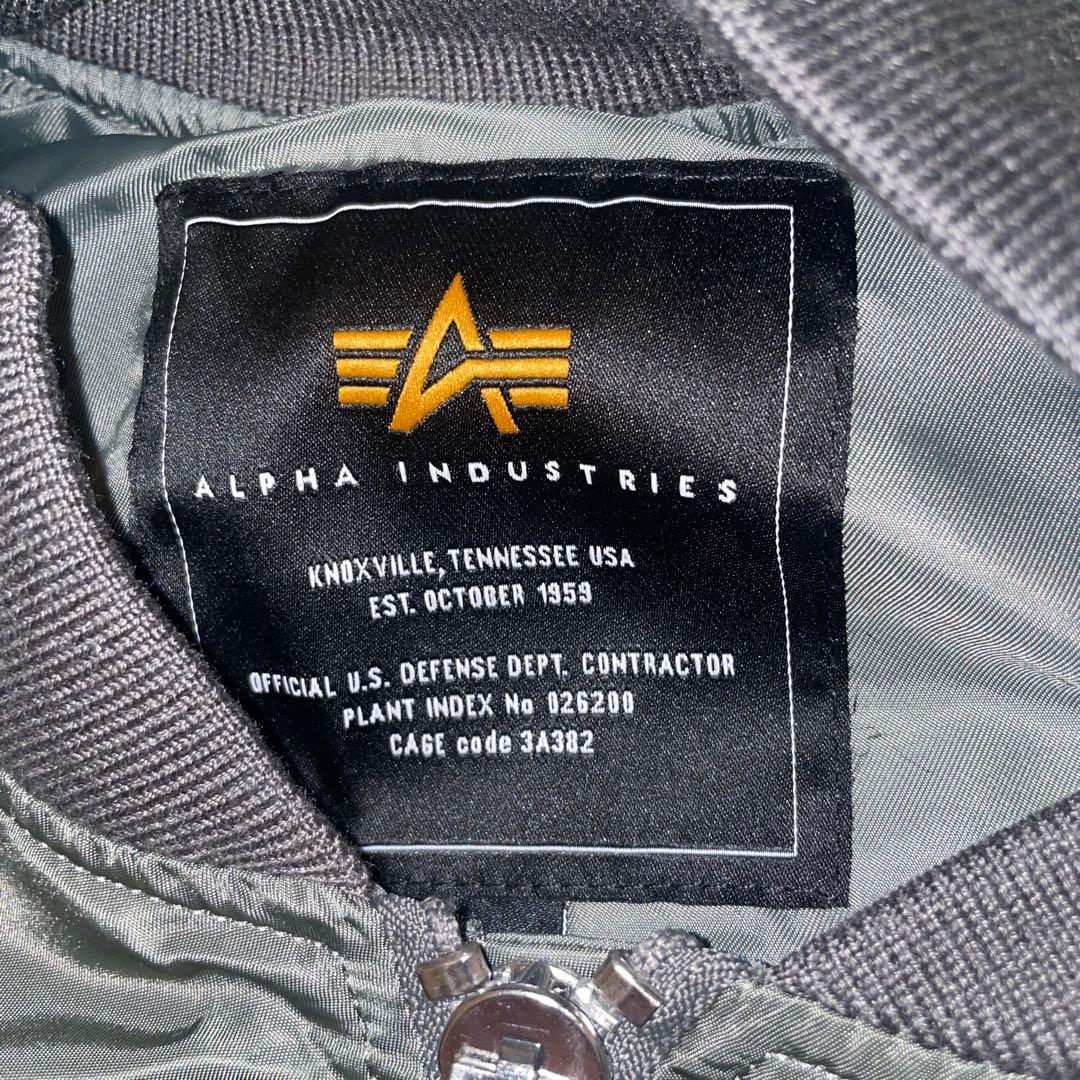 ALPHA INDUSTRIES
KNOXVILLE, TENNESSEE USA
EST. OCTOBER 1959
OFFICIAL U.S. DEFENSE DEPT. CONTRACTOR
PLANT INDEX No 026200
CAGE code 3A382